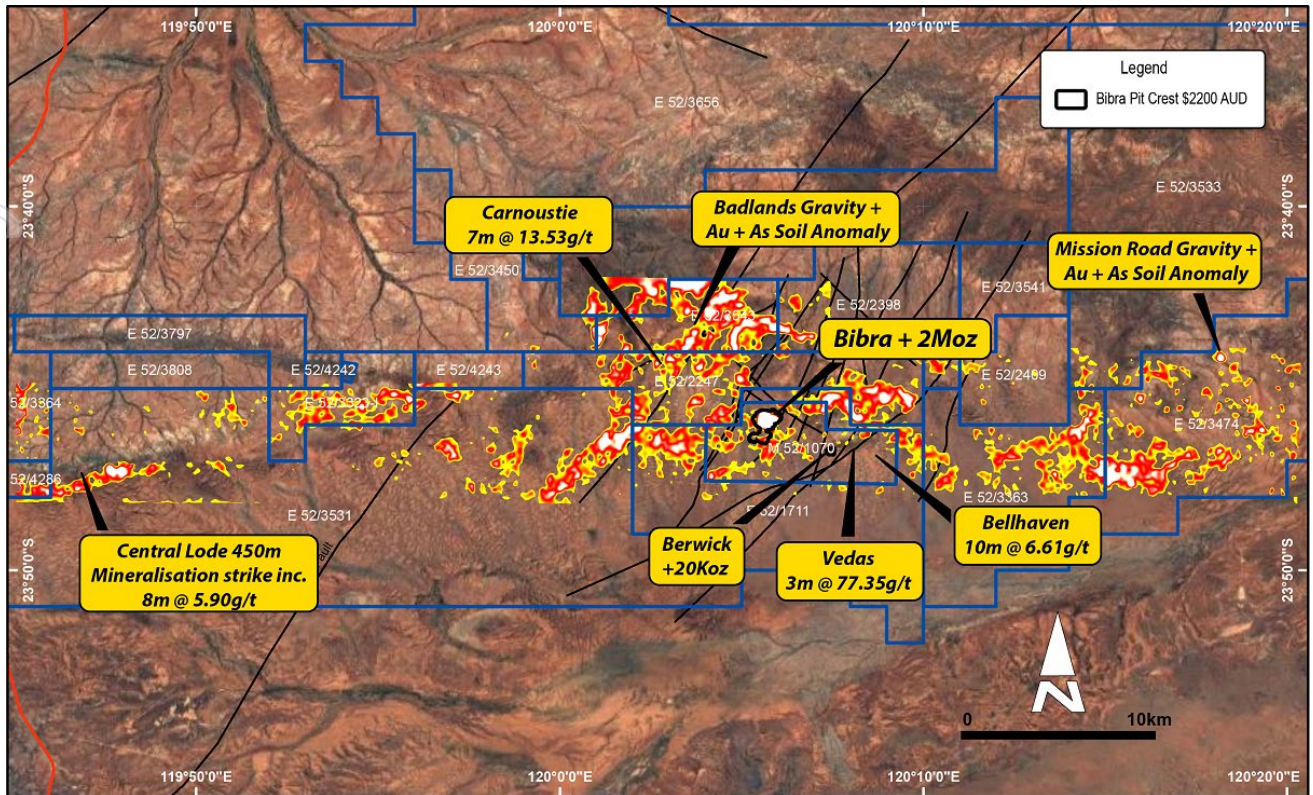 119°50'0"E
120°0'0"E
120°10'0"E
120°20'0"E
Legend
Bibra Pit Crest $2200 AUD
E 52/3656
E 52/3533
23°40'0"S
23°40'0"S
Carnoustie
7m @ 13.53g/t
Badlands Gravity +
Au + As Soil Anomaly
Mission Road Gravity +
Au + As Soil Anomaly
E 52/3450
E 52/3541
E 52/2398
E 52/3797
Bibra + 2Moz
E 52/3808
E 52/4242
E 52/4243
E 52/2247
E 52/3474
M 52/1070
E 52/4286
E 52/3363
E 52/1711
E 52/3531
Central Lode 450m
Mineralisation strike inc.
8m @ 5.90g/t
Berwick
+20Koz
Vedas
3m @ 77.35g/t
Bellhaven
10m @ 6.61g/t
23°50'0"S
23°50'0"S
N
0
10km
119°50'0"E
120°0'0"E
120°10'0"E
120°20'0"E